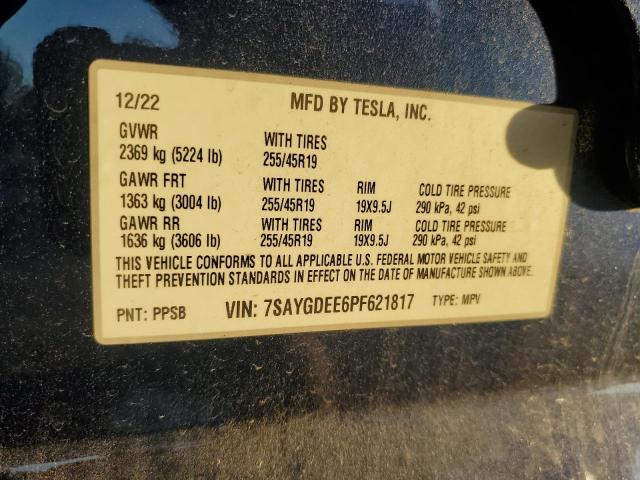 12/22 MFD BY TESLA, INC.
GVWR WITH TIRES
2369 kg (5224 lb) 255/45R19
GAWR FRT WITH TIRES RIM COLD TIRE PRESSURE
1363 kg (3004 lb) 255/45R19 19X9.5J 290 kPa, 42 psi
GAWR RR WITH TIRES RIM COLD TIRE PRESSURE
1636 kg (3606 lb) 255/45R19 19X9.5J 290 kPa, 42 psi
THIS VEHICLE CONFORMS TO ALL APPLICABLE U.S. FEDERAL MOTOR VEHICLE SAFETY AND
THEFT PREVENTION STANDARDS IN EFFECT ON THE DATE OF MANUFACTURE SHOWN ABOVE.
PNT: PPSB VIN: 7SAYGDEE6PF621817 TYPE: MPV